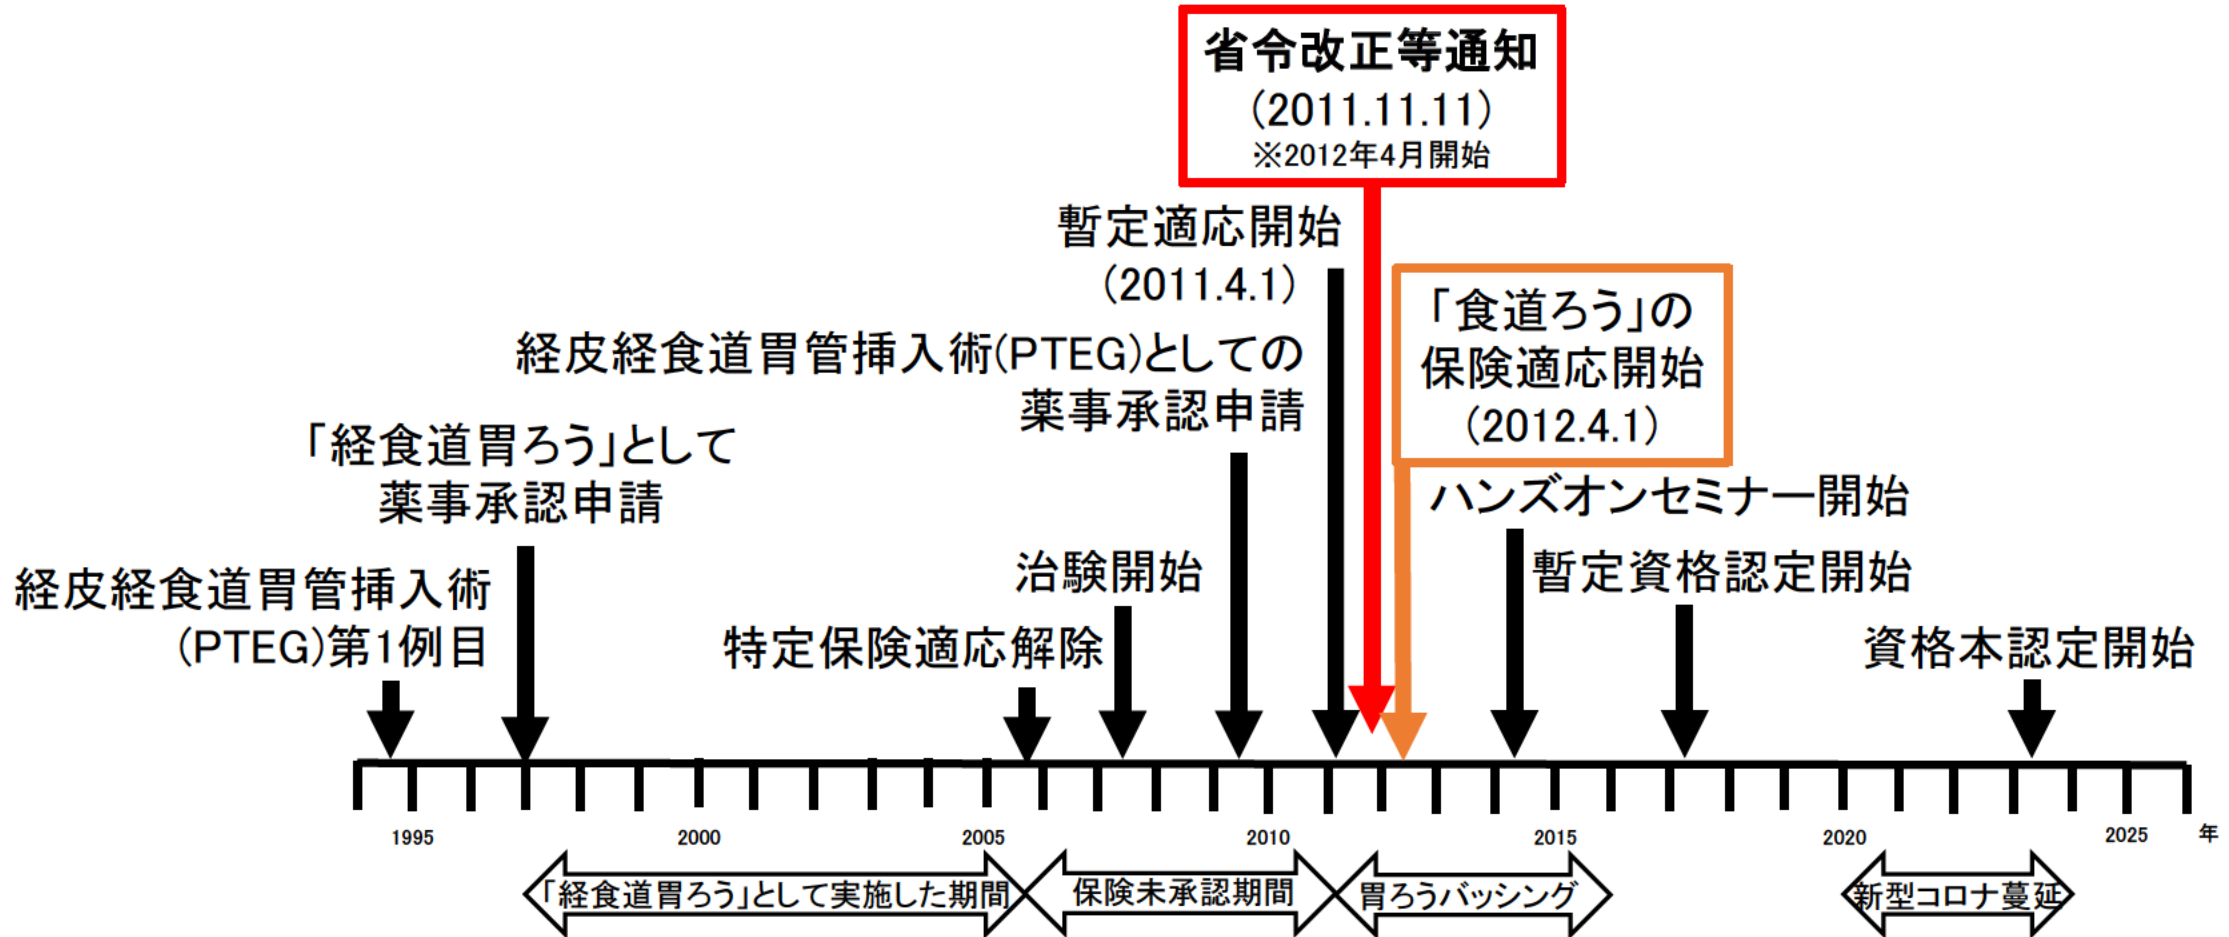 省令改正等通知
(2011.11.11)
※2012年4月開始
暫定適応開始
(2011.4.1)
「食道ろう」の
保険適応開始
(2012.4.1)
経皮経食道胃管挿入術(PTEG)としての
薬事承認申請
「経食道胃ろう」として
薬事承認申請
ハンズオンセミナー開始
経皮経食道胃管挿入術
(PTEG)第1例目
治験開始
暫定資格認定開始
特定保険適応解除
資格本認定開始
1995 2000 2005 2010 2015 2020 2025 年
「経食道胃ろう」として実施した期間 保険未承認期間 胃ろうバッシング 新型コロナ蔓延